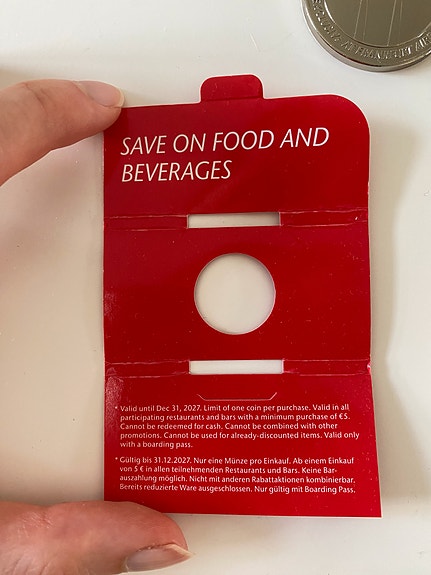 SAVE ON FOOD AND
BEVERAGES
* Valid until Dec 31, 2027. Limit of one coin per purchase. Valid in all
participating restaurants and bars with a minimum purchase of €5.
Cannot be redeemed for cash. Cannot be combined with other
promotions. Cannot be used for already-discounted items. Valid only
with a boarding pass.
* Gültig bis 31.12.2027. Nur eine Münze pro Einkauf. Ab einem Einkauf
von 5 € in allen teilnehmenden Restaurants und Bars. Keine Bar-
auszahlung möglich. Nicht mit anderen Rabattaktionen kombinierbar.
Bereits reduzierte Ware ausgeschlossen. Nur gültig mit Boarding Pass.